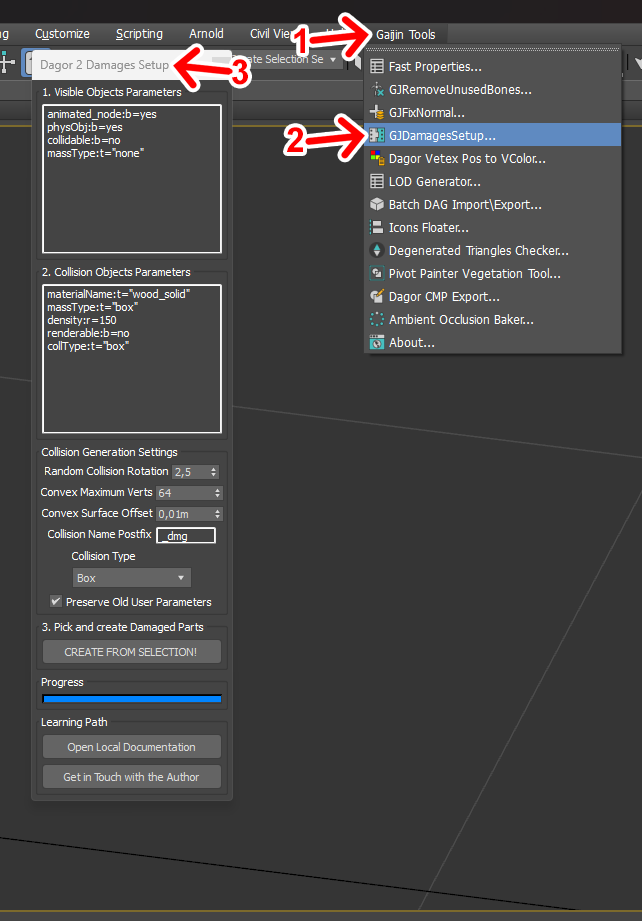 Customize
Scripting
Arnold
Civil View
1
Gaijin Tools
Dagor 2 Damages Setup
3
Create Selection Se
1. Visible Objects Parameters
animated_node:b=yes
physObj:b=yes
collidable:b=no
massType:t="none"
2
Fast Properties...
GJRemoveUnusedBones...
GJFixNormal...
GJDamagesSetup...
Dagor Vetex Pos to VColor...
LOD Generator...
Batch DAG Import\Export...
Icons Floater...
Degenerated Triangles Checker...
Pivot Painter Vegetation Tool...
Dagor CMP Export...
Ambient Occlusion Baker...
About...
2. Collision Objects Parameters
materialName:t="wood_solid"
massType:t="box"
density:r=150
renderable:b=no
collType:t="box"
Collision Generation Settings
Random Collision Rotation 2,5
Convex Maximum Verts 64
Convex Surface Offset 0,01m
Collision Name Postfix _dmg
Collision Type
Box
Preserve Old User Parameters
3. Pick and create Damaged Parts
CREATE FROM SELECTION!
Progress
Learning Path
Open Local Documentation
Get in Touch with the Author